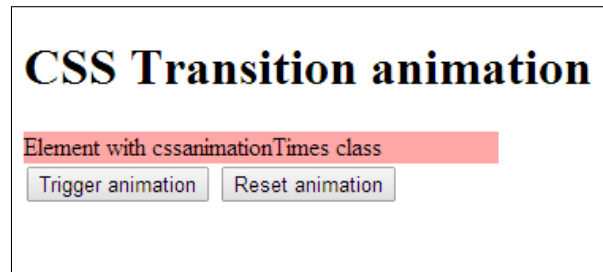 CSS Transition animation
Element with cssanimationTimes class
Trigger animation Reset animation